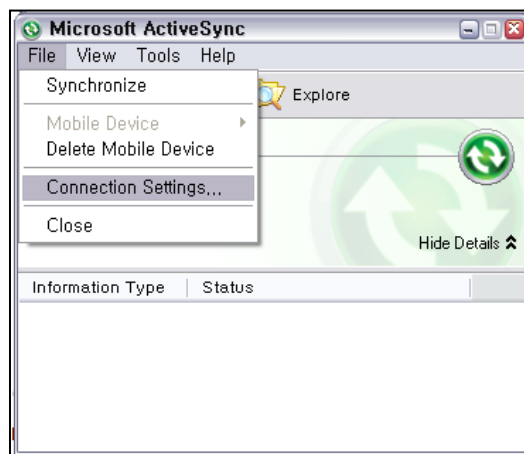 Microsoft ActiveSync
File View Tools Help
Synchronize
Mobile Device
Delete Mobile Device
Connection Settings...
Close
Explore
Hide Details
Information Type Status